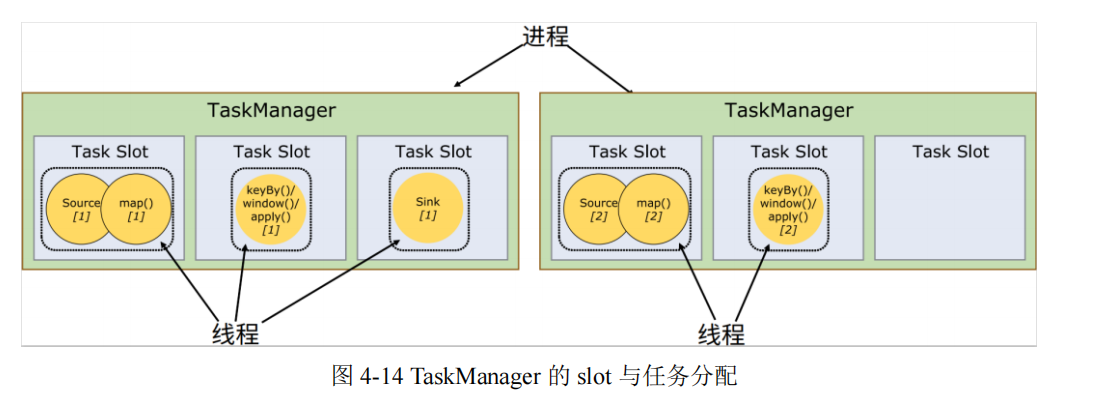 进程
TaskManager
Task Slot
Source
[1]
map()
[1]
Task Slot
keyBy()/
window()/
apply()
[1]
Task Slot
Sink
[1]
TaskManager
Task Slot
Source
[2]
map()
[2]
Task Slot
keyBy()/
window()/
apply()
[2]
Task Slot
线程
线程
图 4-14 TaskManager 的 slot 与任务分配